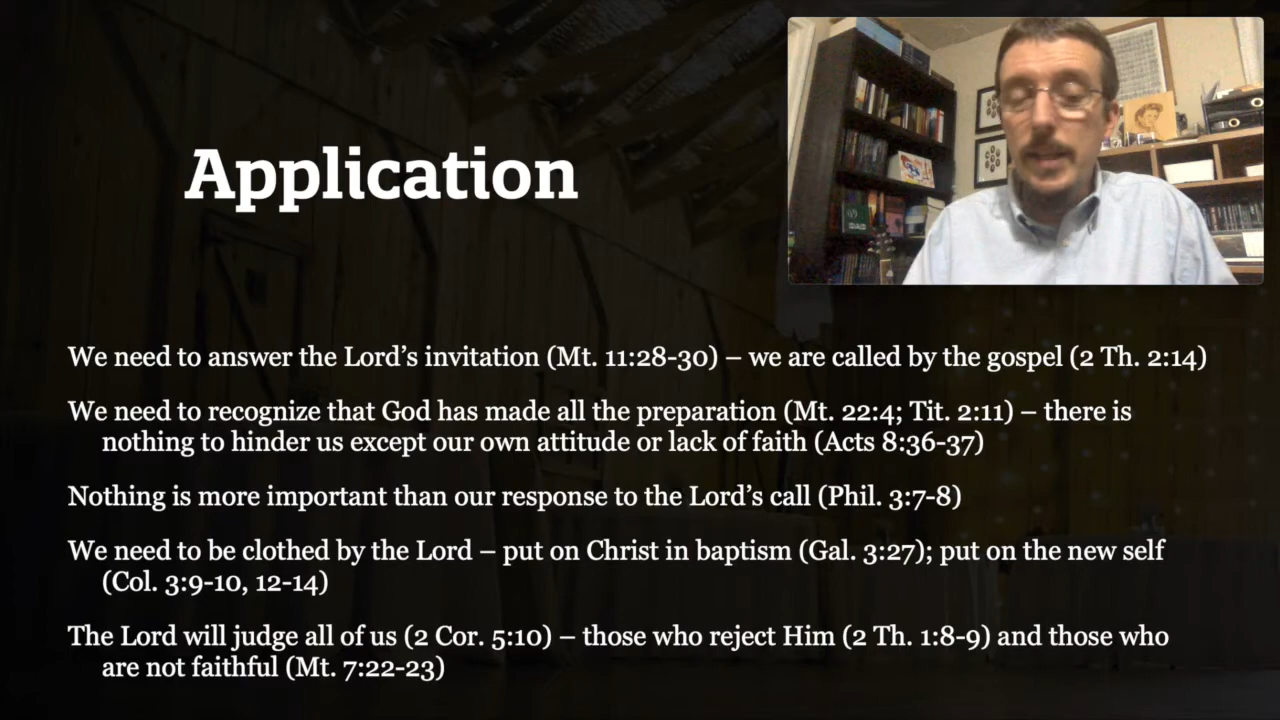 Application
We need to answer the Lord’s invitation (Mt. 11:28-30) – we are called by the gospel (2 Th. 2:14)
We need to recognize that God has made all the preparation (Mt. 22:4; Tit. 2:11) – there is
nothing to hinder us except our own attitude or lack of faith (Acts 8:36-37)
Nothing is more important than our response to the Lord’s call (Phil. 3:7-8)
We need to be clothed by the Lord – put on Christ in baptism (Gal. 3:27); put on the new self
(Col. 3:9-10, 12-14)
The Lord will judge all of us (2 Cor. 5:10) – those who reject Him (2 Th. 1:8-9) and those who
are not faithful (Mt. 7:22-23)